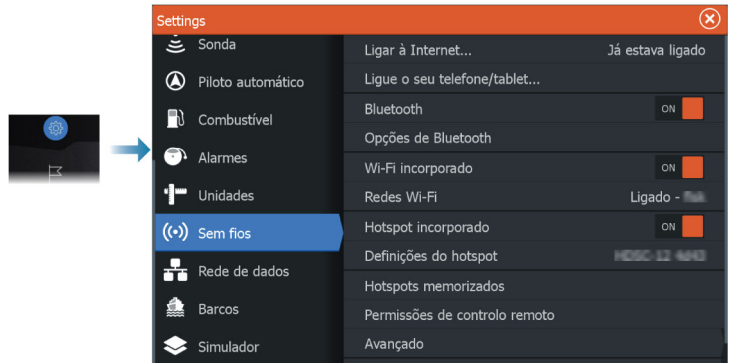 Settings
Sonda
Piloto automático
Combustível
Alarmes
Unidades
Sem fios
Rede de dados
Barcos
Simulador
Ligar à Internet... Já estava ligado
Ligue o seu telefone/tablet...
Bluetooth ON
Opções de Bluetooth
Wi-Fi incorporado ON
Redes Wi-Fi Ligado -
Hotspot incorporado ON
Definições do hotspot
Hotspots memorizados
Permissões de controlo remoto
Avançado